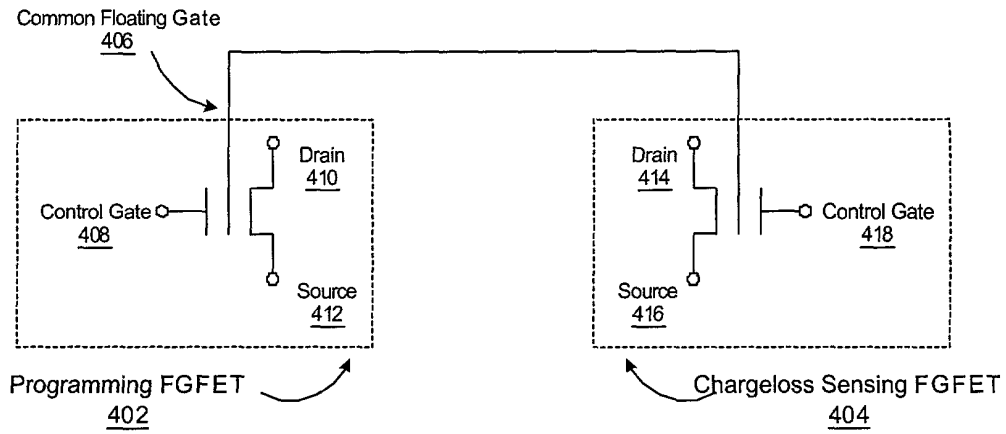 Common Floating Gate
406
Drain
410
Control Gate
408
Source
412
Programming FGFET
402
Drain
414
Control Gate
418
Source
416
Chargeloss Sensing FGFET
404